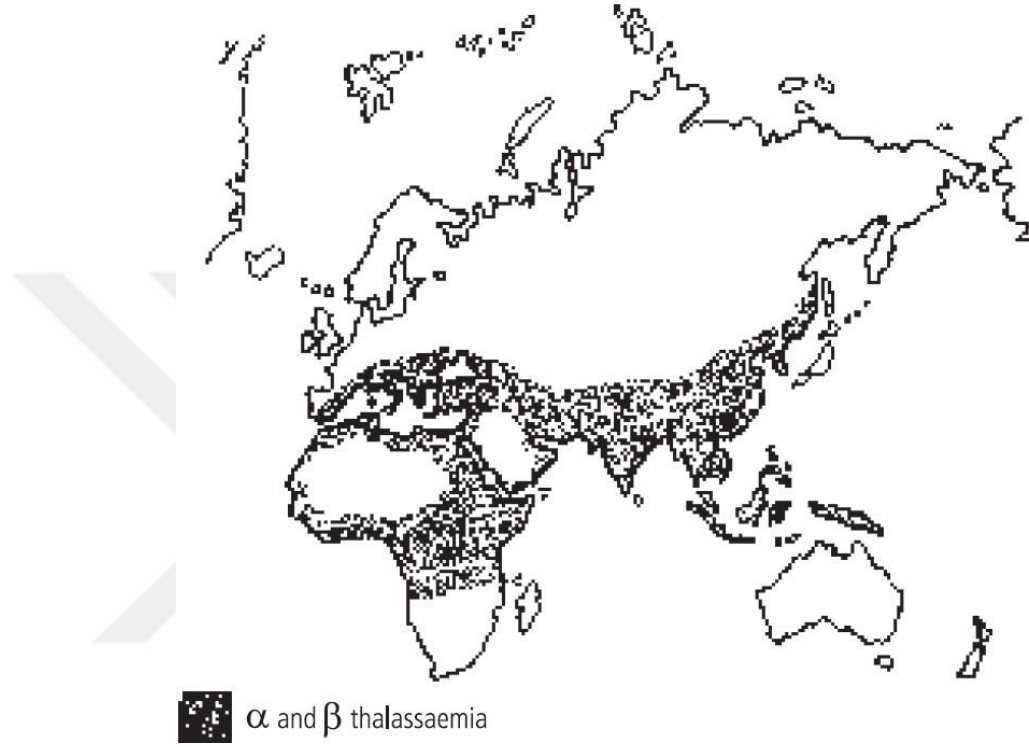 α and β thalassaemia